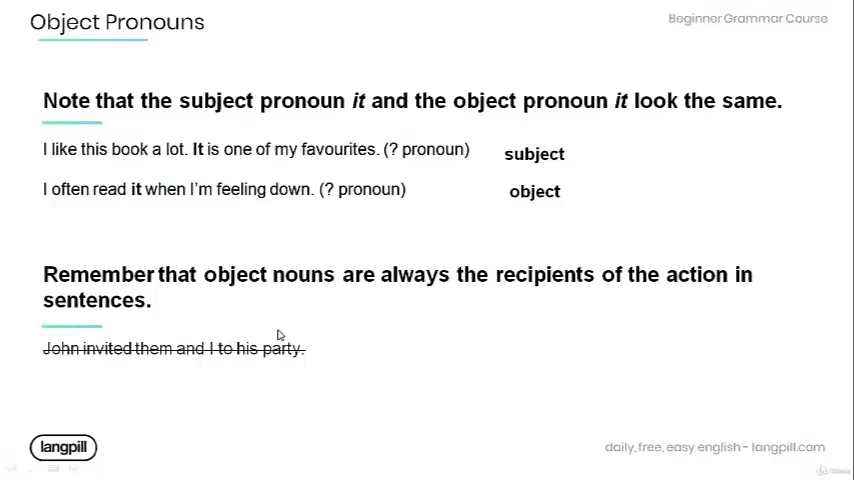 Object Pronouns
Beginner Grammar Course
Note that the subject pronoun it and the object pronoun it look the same.
I like this book a lot. It is one of my favourites. (? pronoun)
subject
I often read it when I'm feeling down. (? pronoun)
object
Remember that object nouns are always the recipients of the action in
sentences.
John invited them and I to his party.
langpill
daily, free, easy english - langpill.com